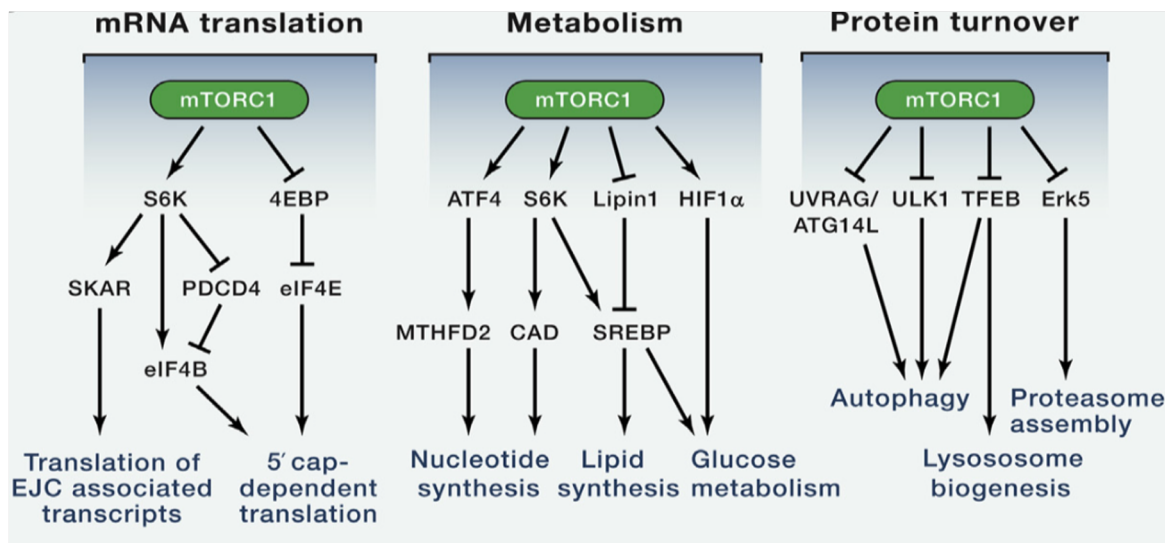 mRNA translation
Metabolism
Protein turnover
mTORC1
mTORC1
mTORC1
S6K
4EBP
ATF4
S6K
Lipin1
HIF1α
UVRAG/
ATG14L
ULK1
TFEB
Erk5
SKAR
PDCD4
eIF4E
MTHFD2
CAD
SREBP
eIF4B
Autophagy
Proteasome
assembly
Translation of
EJC associated
transcripts
5′ cap-
dependent
translation
Nucleotide
synthesis
Lipid
synthesis
Glucose
metabolism
Lysososome
biogenesis